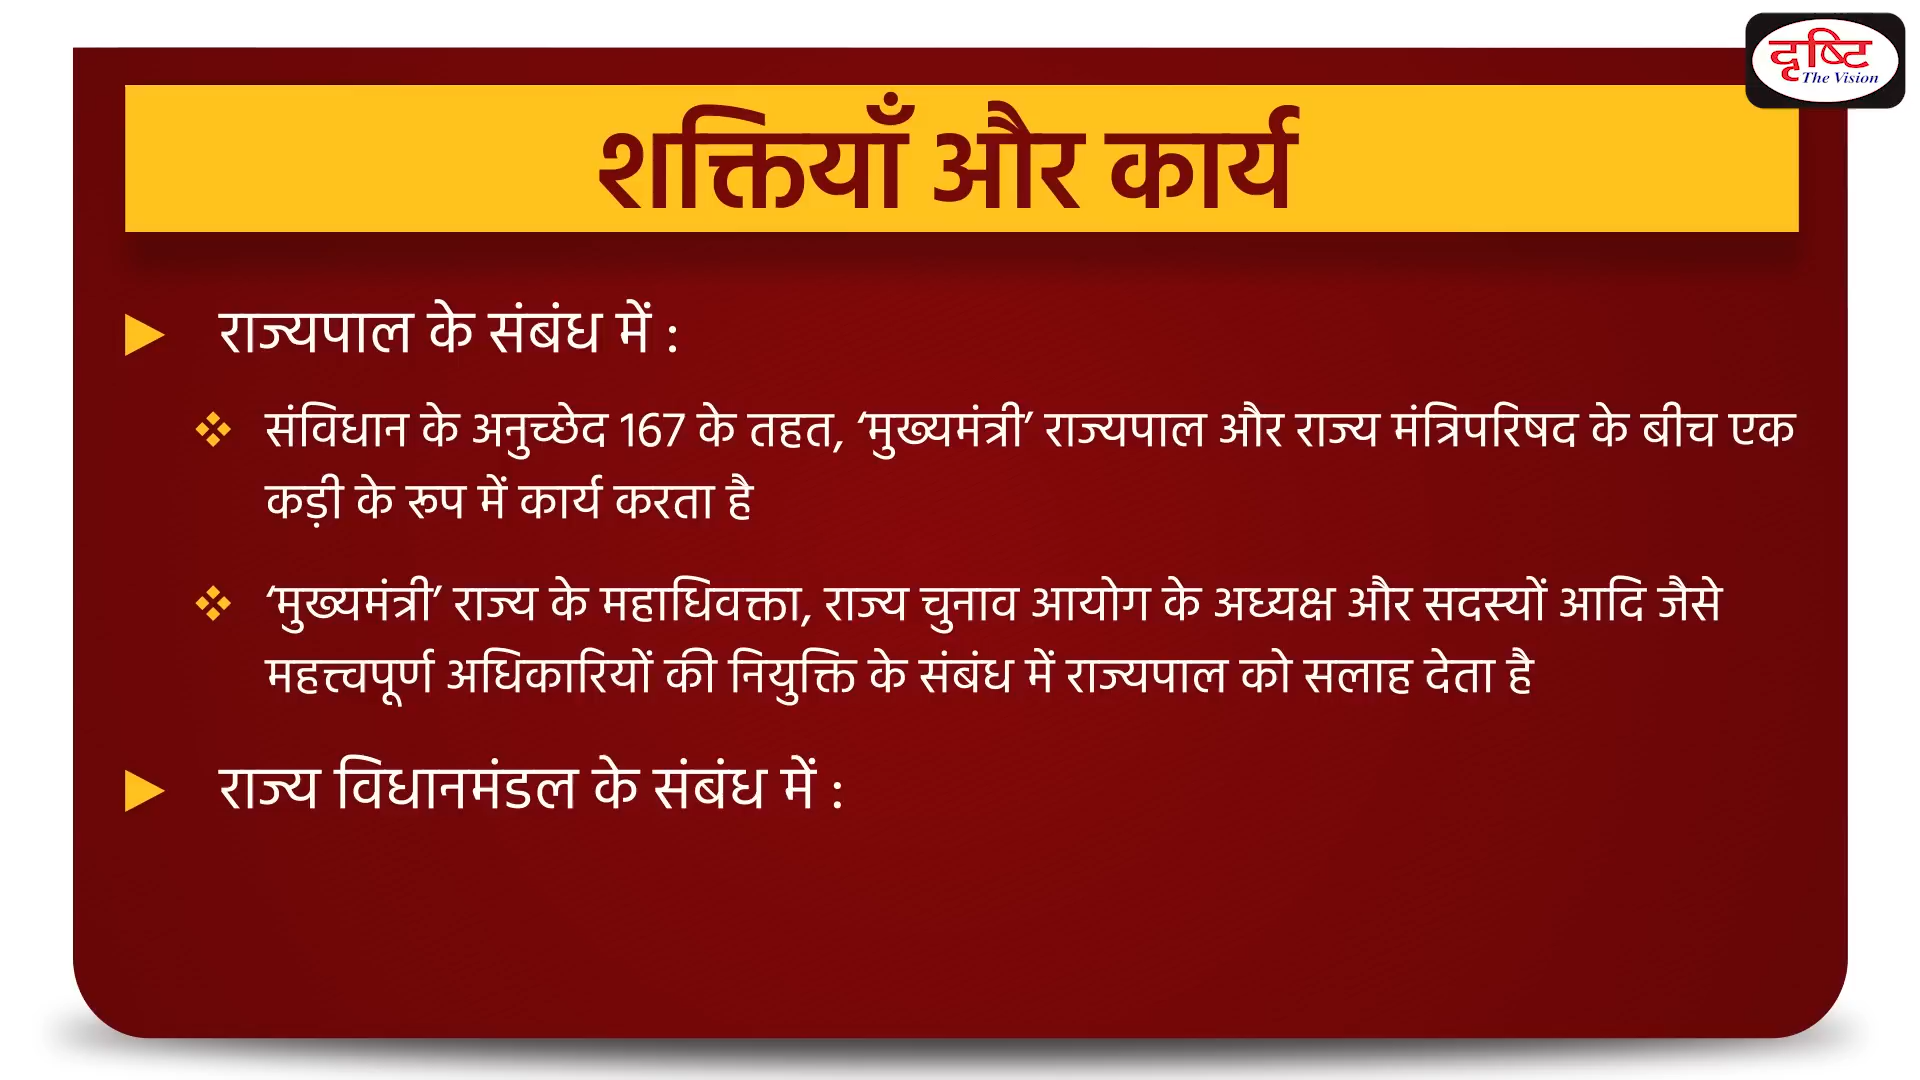 दृष्टि
The Vision
शक्तियाँ और कार्य
राज्यपाल के संबंध में :
संविधान के अनुच्छेद 167 के तहत, ‘मुख्यमंत्री’ राज्यपाल और राज्य मंत्रिपरिषद के बीच एक
कड़ी के रूप में कार्य करता है
‘मुख्यमंत्री’ राज्य के महाधिवक्ता, राज्य चुनाव आयोग के अध्यक्ष और सदस्यों आदि जैसे
महत्त्वपूर्ण अधिकारियों की नियुक्ति के संबंध में राज्यपाल को सलाह देता है
राज्य विधानमंडल के संबंध में :